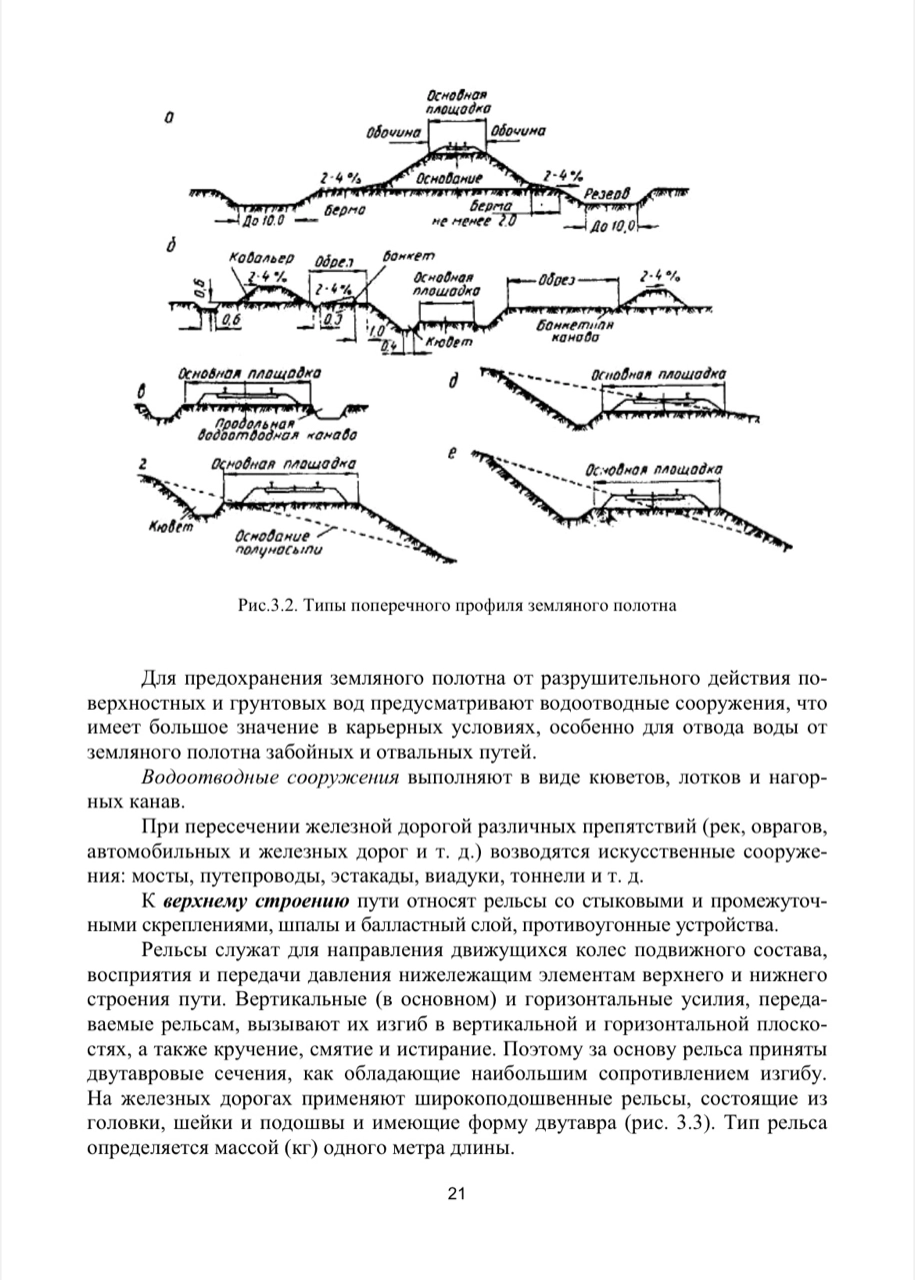 а
Основная
площадка
Обочина
Обочина
2-4%
Основание
2-4%
Резерв
До 10.0
Берма
Берма
не менее 2.0
До 10,0
б
Кавальер
Обрез
Банкет
2-4%
0,6
2-4%
Основная
площадка
Обрез
2-4%
0,6
0,3
1,0
0,4
Кювет
Банкетная
канава
в
Основная площадка
Продольная
водоотводная канава
д
Основная площадка
г
Основная площадка
Кювет
Основание
полунасыпи
е
Основная площадка
Рис.3.2. Типы поперечного профиля земляного полотна
Для предохранения земляного полотна от разрушительного действия по-
верхностных и грунтовых вод предусматривают водоотводные сооружения, что
имеет большое значение в карьерных условиях, особенно для отвода воды от
земляного полотна забойных и отвальных путей.
Водоотводные сооружения выполняют в виде кюветов, лотков и нагор-
ных канав.
При пересечении железной дорогой различных препятствий (рек, оврагов,
автомобильных и железных дорог и т. д.) возводятся искусственные сооруже-
ния: мосты, путепроводы, эстакады, виадуки, тоннели и т. д.
К верхнему строению пути относят рельсы со стыковыми и промежуточ-
ными скреплениями, шпалы и балластный слой, противоугонные устройства.
Рельсы служат для направления движущихся колес подвижного состава,
восприятия и передачи давления нижележащим элементам верхнего и нижнего
строения пути. Вертикальные (в основном) и горизонтальные усилия, переда-
ваемые рельсам, вызывают их изгиб в вертикальной и горизонтальной плоско-
стях, а также кручение, смятие и истирание. Поэтому за основу рельса приняты
двутавровые сечения, как обладающие наибольшим сопротивлением изгибу.
На железных дорогах применяют широкоподошвенные рельсы, состоящие из
головки, шейки и подошвы и имеющие форму двутавра (рис. 3.3). Тип рельса
определяется массой (кг) одного метра длины.
21